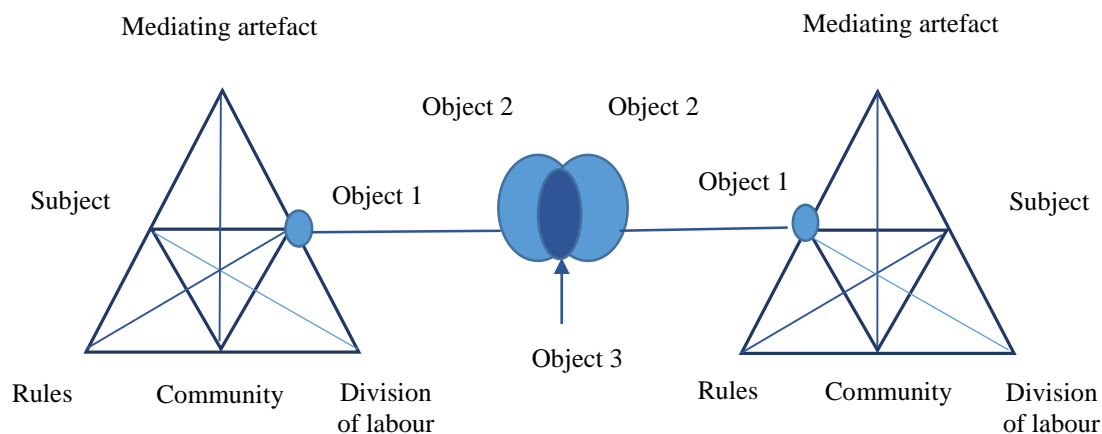 Mediating artefact
Mediating artefact
Object 2
Object 2
Subject
Object 1
Object 1
Subject
Object 3
Rules
Community
Division
of labour
Rules
Community
Division
of labour